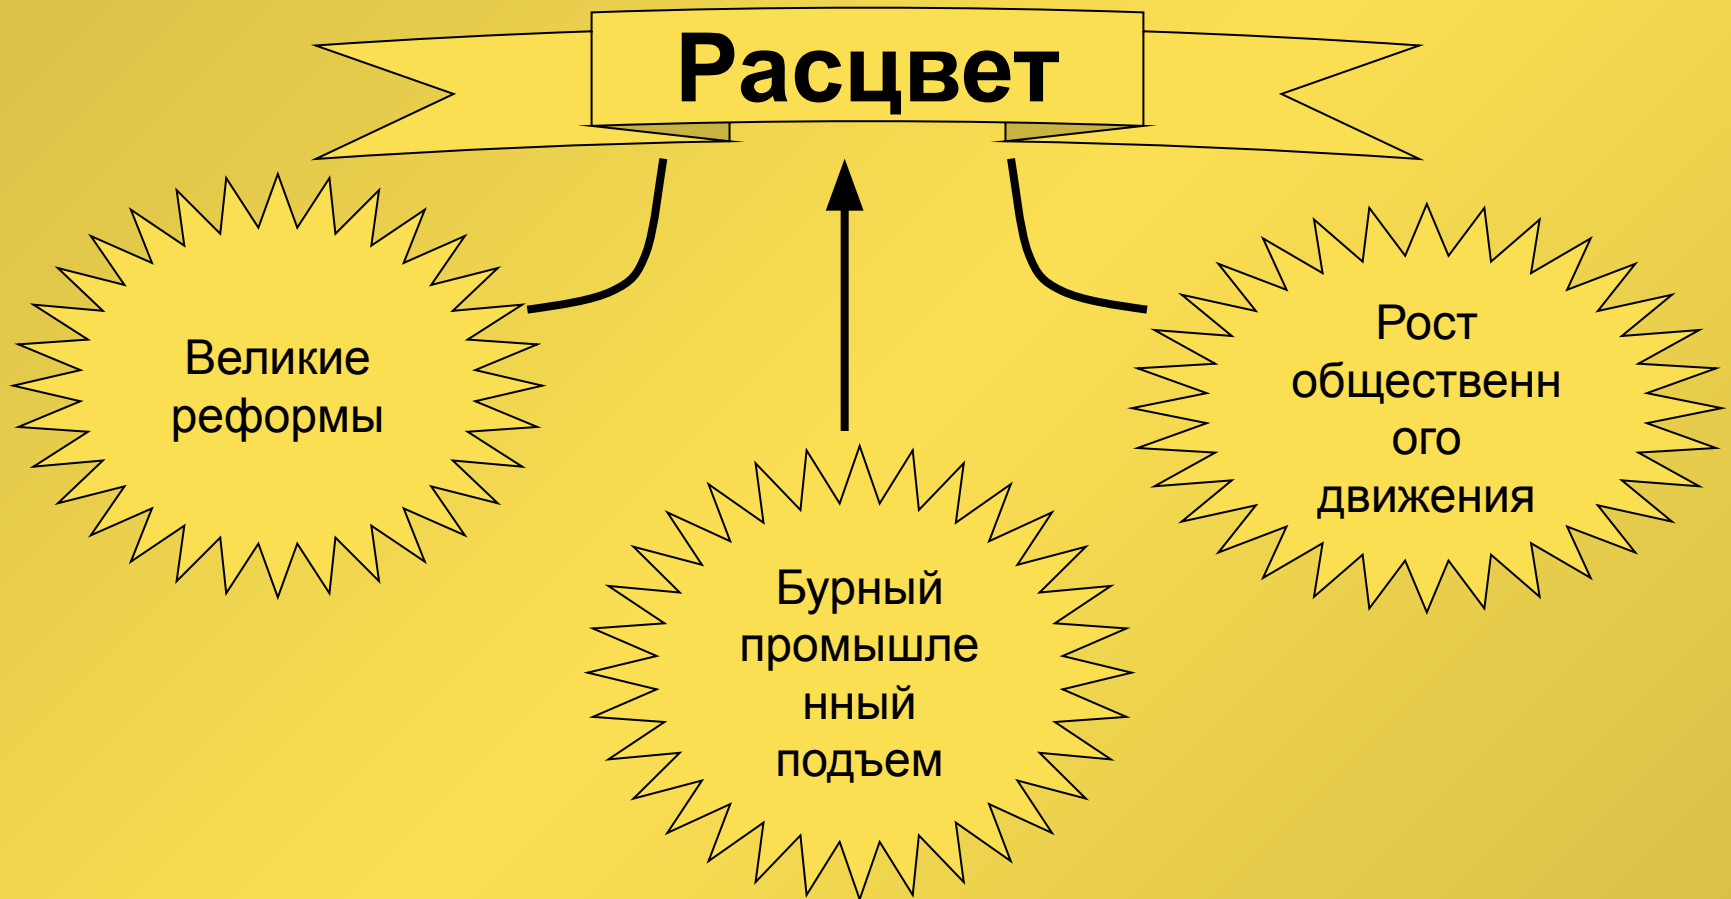 Расцвет
Великие
реформы
Рост
общественн
ого
движения
Бурный
промышле
нный
подъем